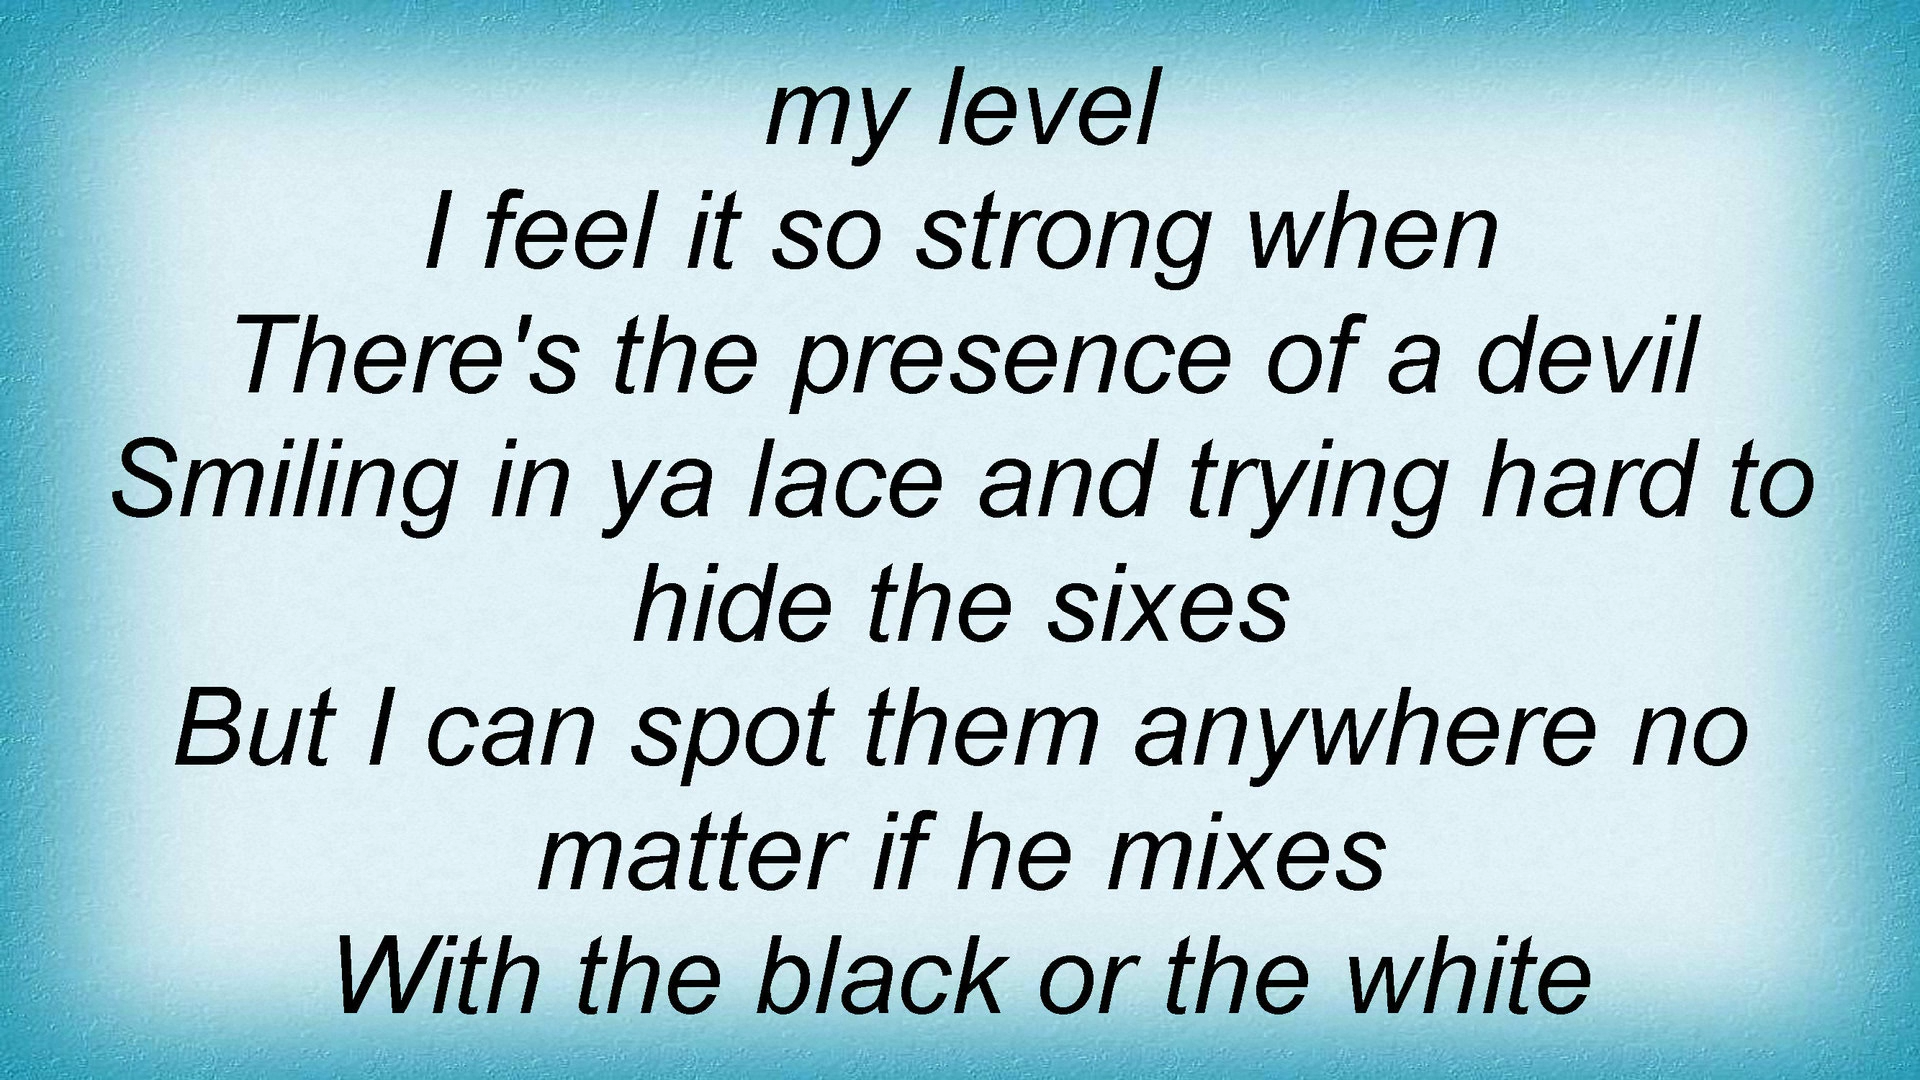 my level
I feel it so strong when
There's the presence of a devil
Smiling in ya lace and trying hard to
hide the sixes
But I can spot them anywhere no
matter if he mixes
With the black or the white